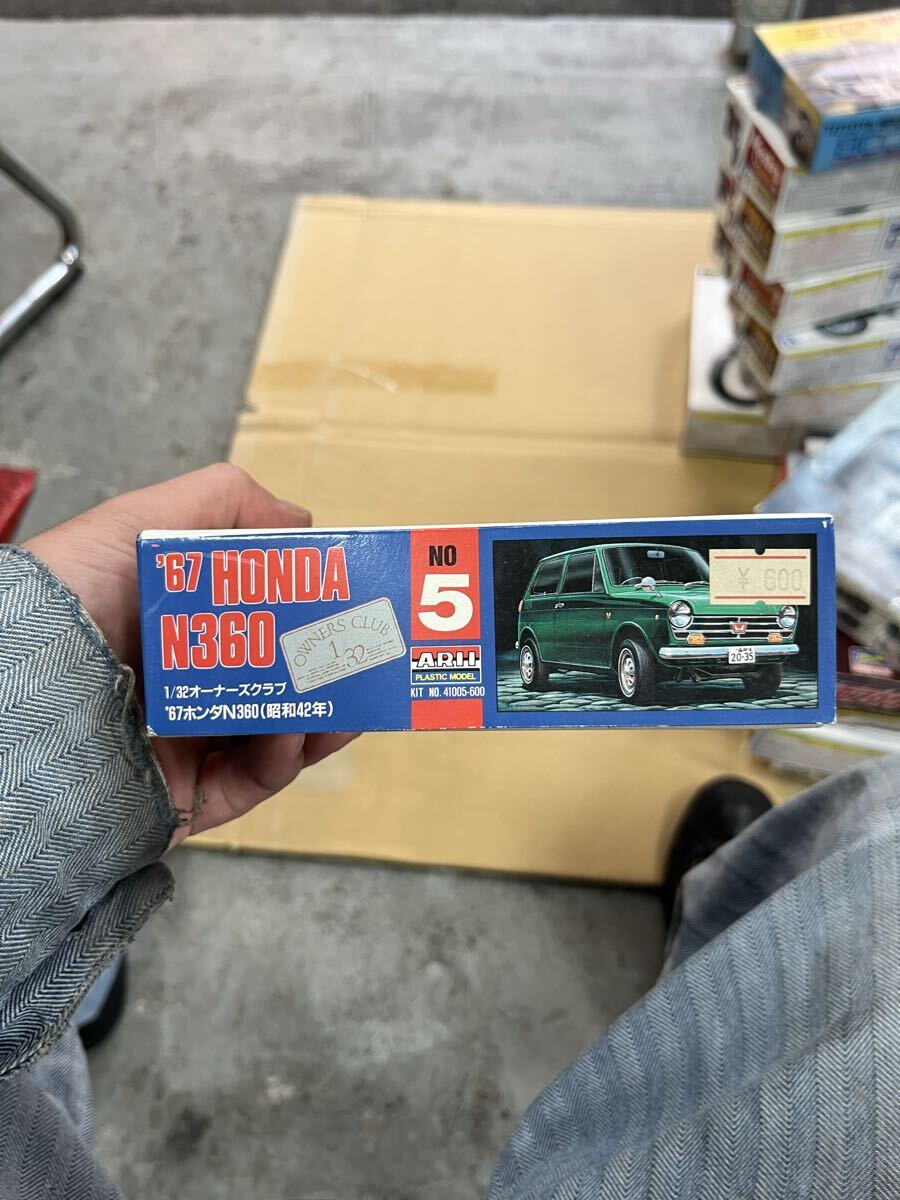 '67 HONDA
N360
OWNERS CLUB
1
32
1/32オーナーズクラブ
'67ホンダN360(昭和42年)
NO
5
ARII
PLASTIC MODEL
KIT NO. 41005-600
¥ 600
20-35